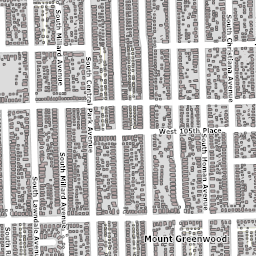 South Millard Avenue
South Central Park Avenue
South Christiana Avenue
West 105th Place
South Homan Avenue
South Millard Avenue
South Lawndale Avenue
Mount Greenwood
South